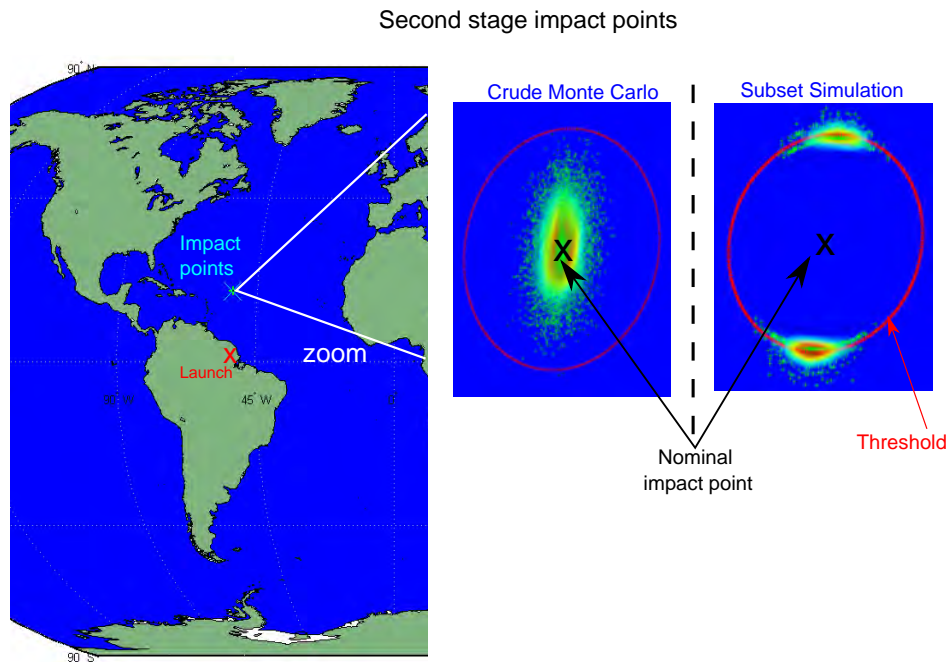 Second stage impact points
90° N
Crude Monte Carlo
Subset Simulation
Impact
points
X
X
zoom
X
Launch
90° W
45° W
Threshold
Nominal
impact point
90° S